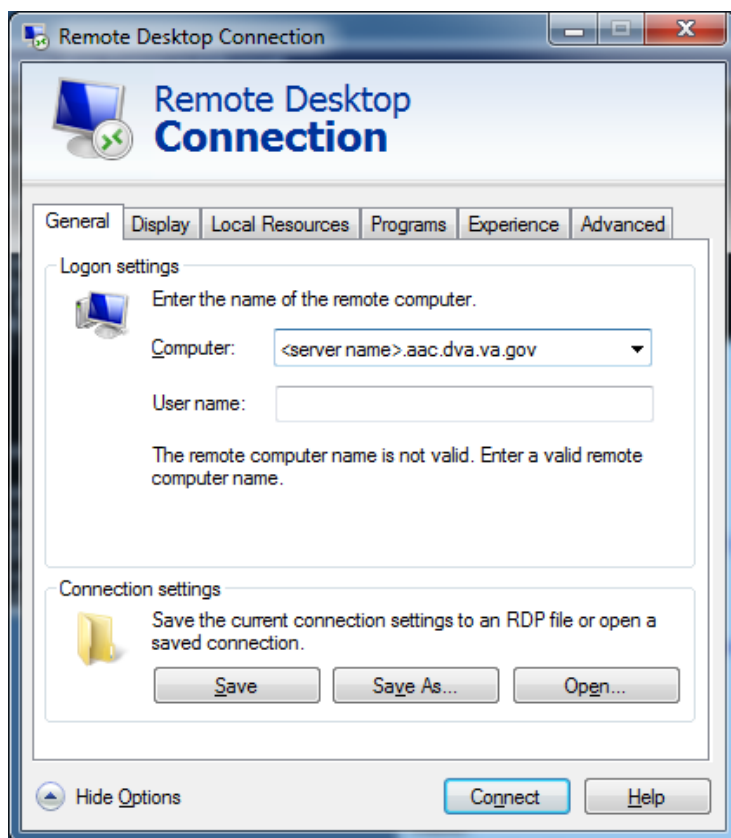 Remote Desktop Connection
Remote Desktop
Connection
General Display Local Resources Programs Experience Advanced
Logon settings
Enter the name of the remote computer.
Computer: <server name>.aac.dva.va.gov
User name:
The remote computer name is not valid. Enter a valid remote
computer name.
Connection settings
Save the current connection settings to an RDP file or open a
saved connection.
Save Save As... Open...
Hide Options Connect Help